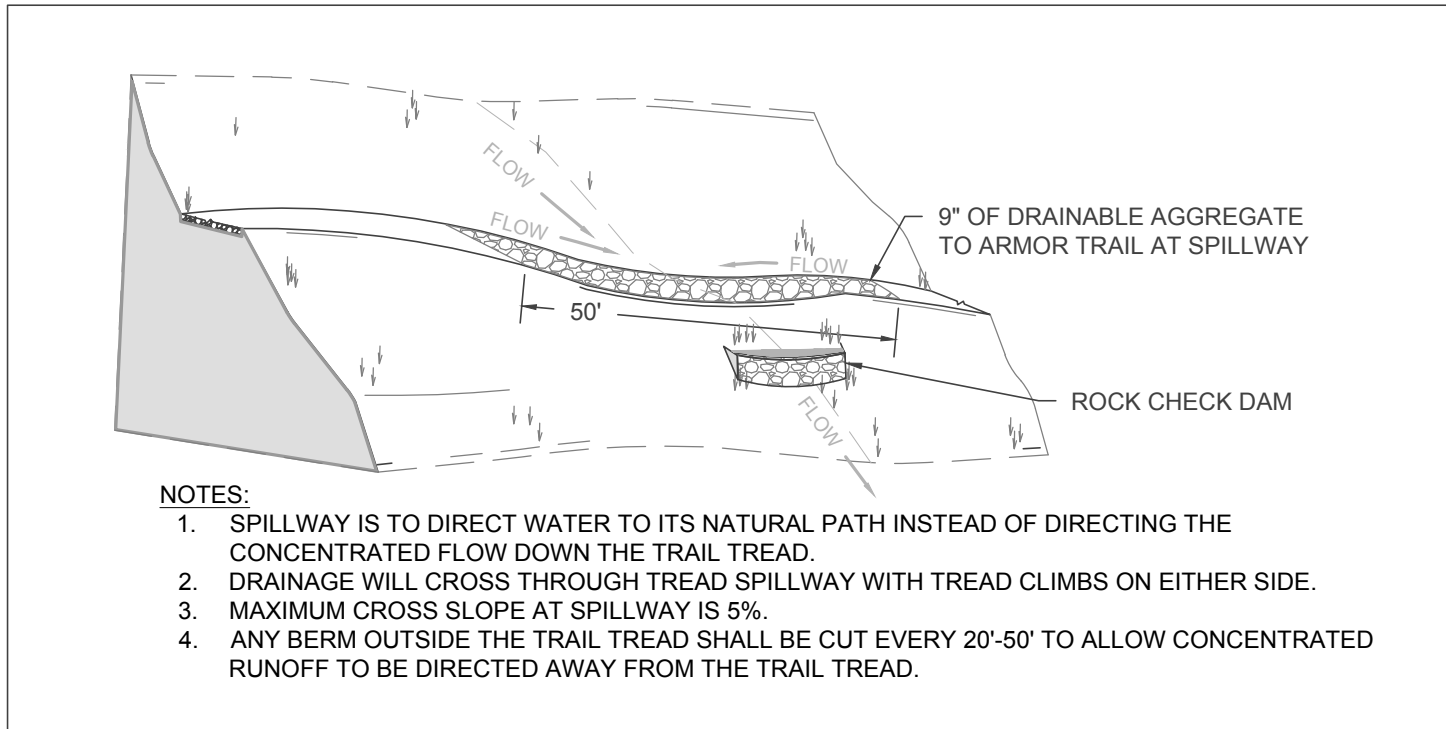 FLOW
FLOW
FLOW
9" OF DRAINABLE AGGREGATE
TO ARMOR TRAIL AT SPILLWAY
50'
ROCK CHECK DAM
FLOW
NOTES:
1. SPILLWAY IS TO DIRECT WATER TO ITS NATURAL PATH INSTEAD OF DIRECTING THE
CONCENTRATED FLOW DOWN THE TRAIL TREAD.
2. DRAINAGE WILL CROSS THROUGH TREAD SPILLWAY WITH TREAD CLIMBS ON EITHER SIDE.
3. MAXIMUM CROSS SLOPE AT SPILLWAY IS 5%.
4. ANY BERM OUTSIDE THE TRAIL TREAD SHALL BE CUT EVERY 20'-50' TO ALLOW CONCENTRATED
RUNOFF TO BE DIRECTED AWAY FROM THE TRAIL TREAD.